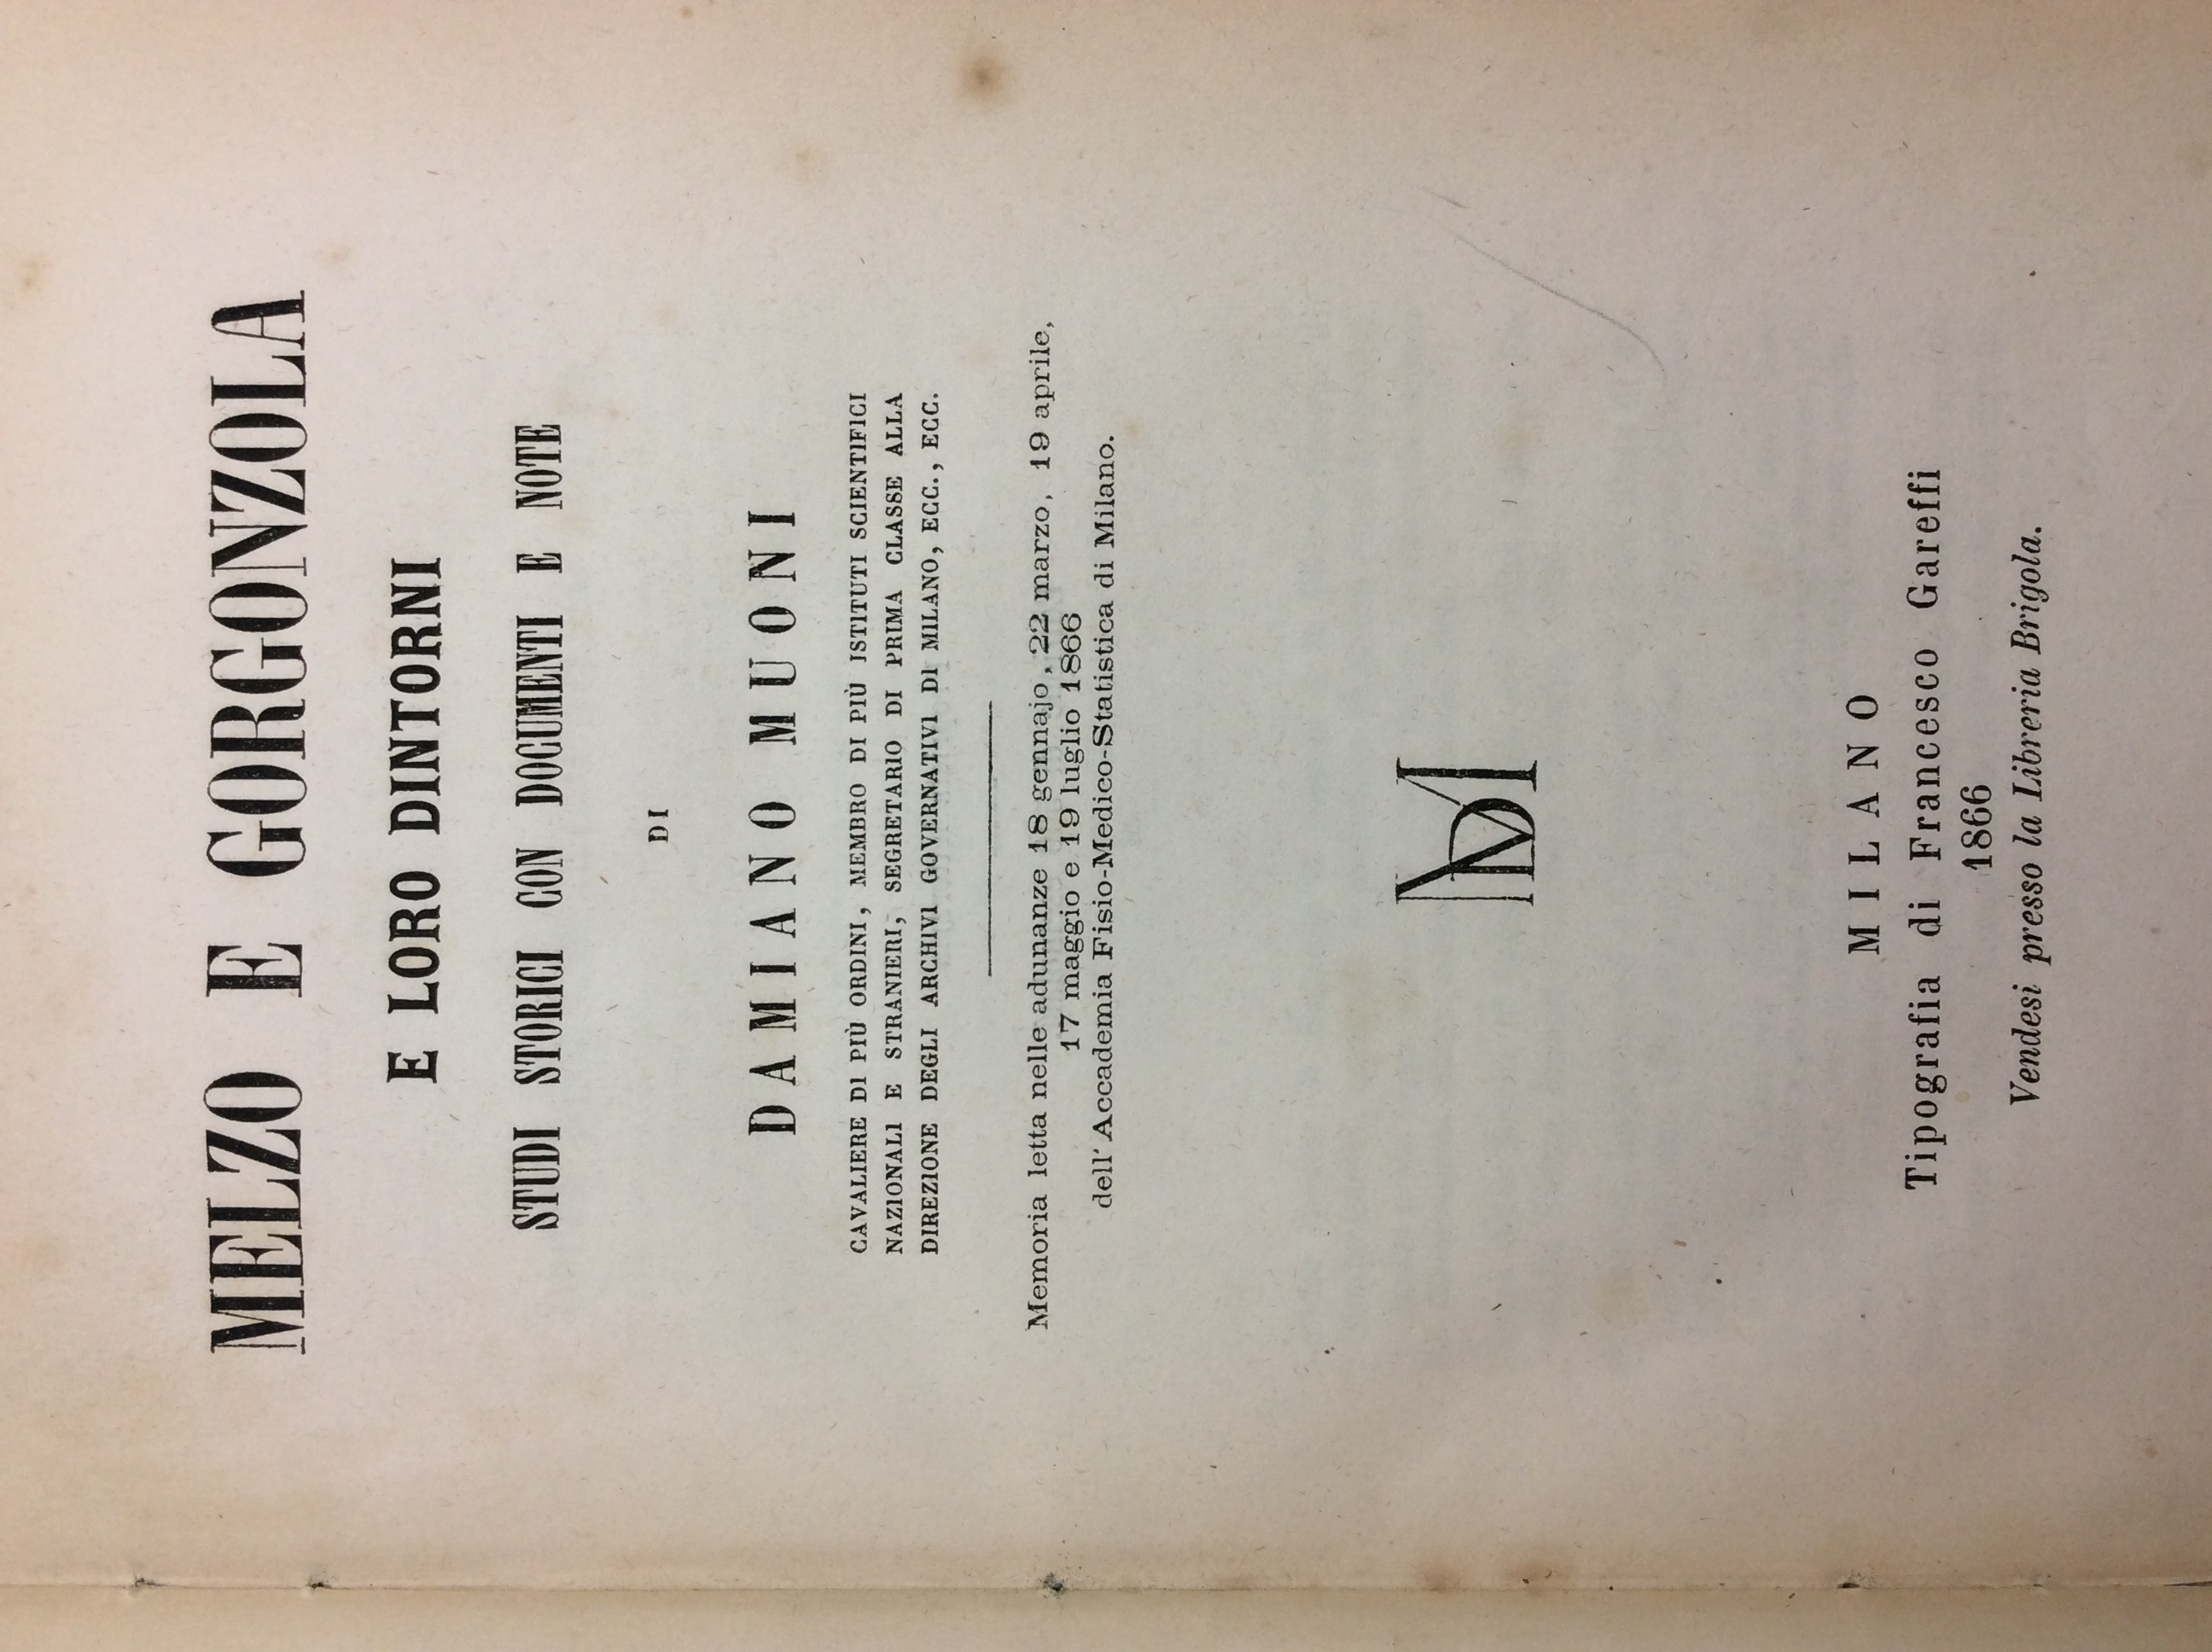 MELZO E GORGONZOLA
E LORO DINTORNI
STUDI STORICI CON DOCUMENTI E NOTE
DI
DAMIANO MUONI
CAVALIERE DI PIÙ ORDINI, MEMBRO DI PIÙ ISTITUTI SCIENTIFICI
NAZIONALI E STRANIERI, SEGRETARIO DI PRIMA CLASSE ALLA
DIREZIONE DEGLI ARCHIVI GOVERNATIVI DI MILANO, ECC., ECC.
Memoria letta nelle adunanze 18 gennajo, 22 marzo, 19 aprile,
17 maggio e 19 luglio 1866
dell' Accademia Fisio-Medico-Statistica di Milano.
DM
MILANO
Tipografia di Francesco Gareffi
1866
Vendesi presso la Libreria Brigola.